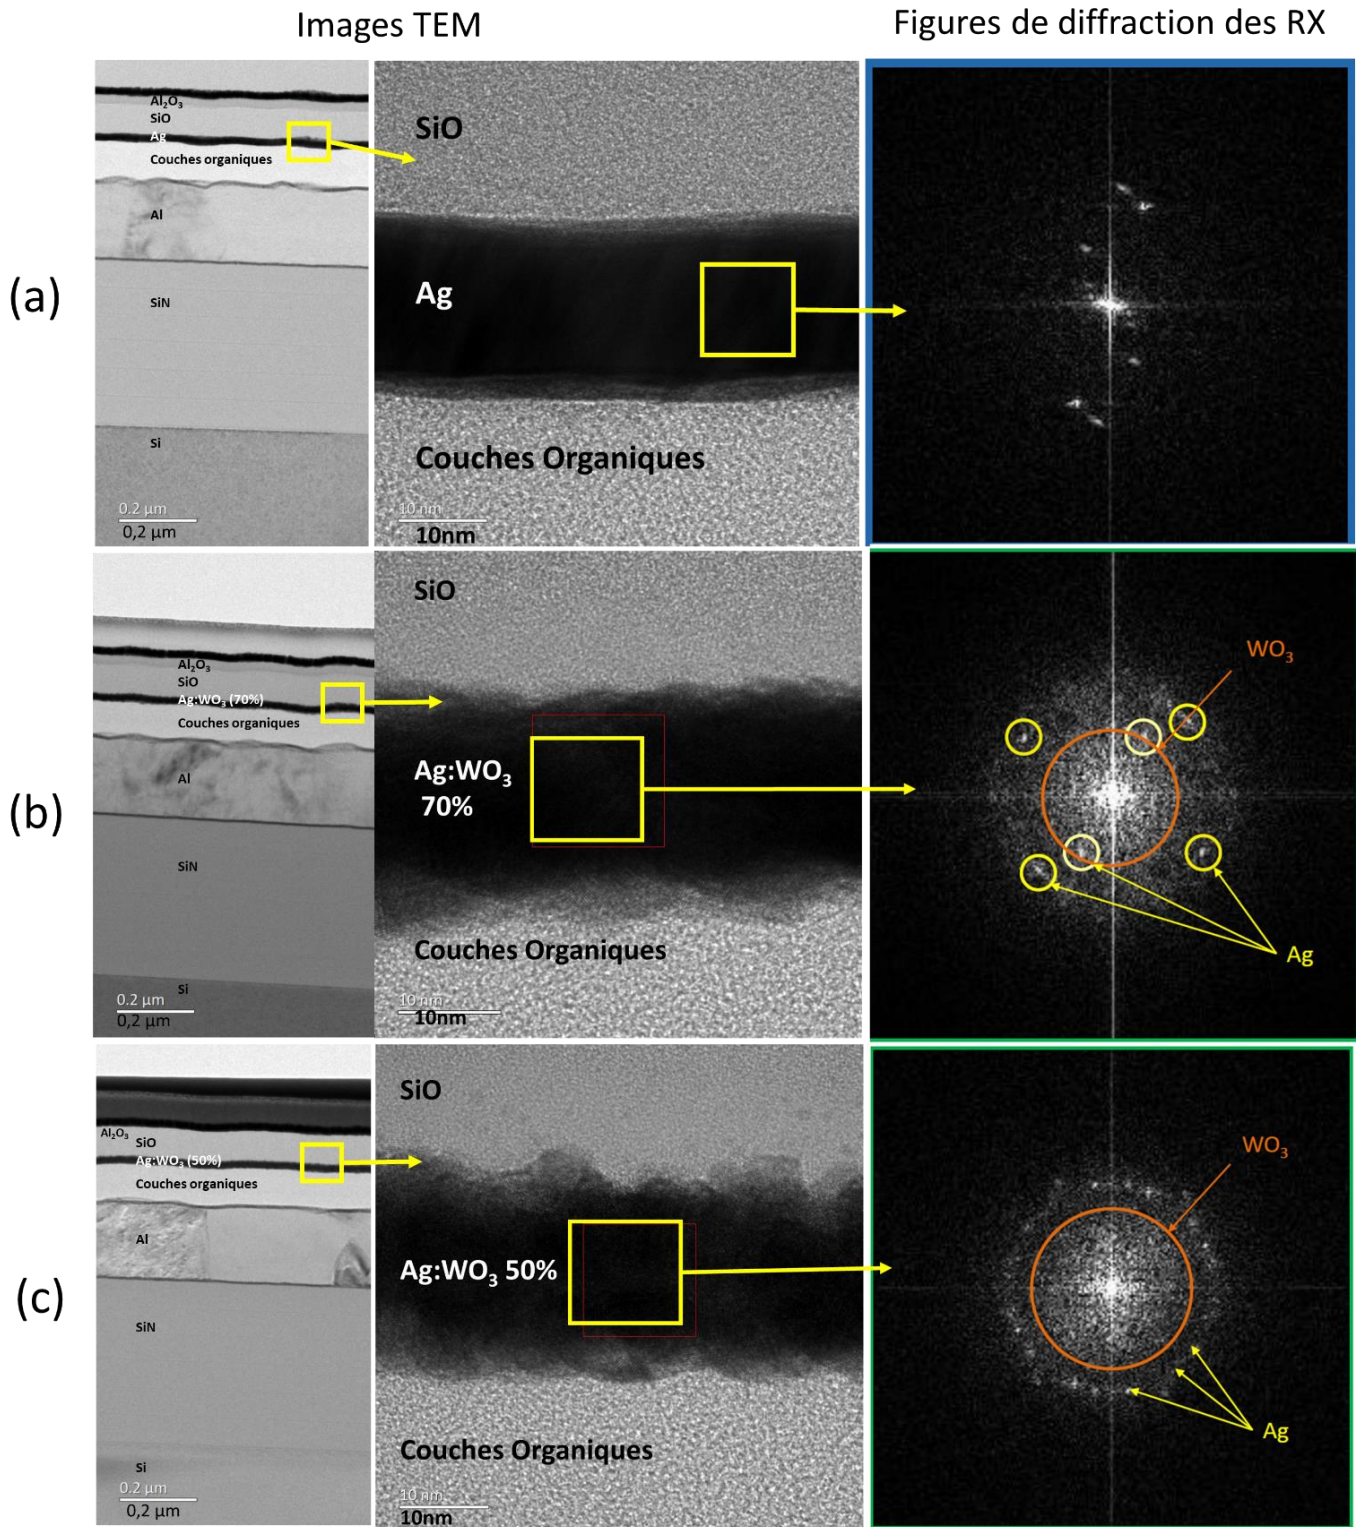 Images TEM
Figures de diffraction des RX
(a)
Al₂O₃
SiO
Ag
Couches organiques
Al
SiN
Si
0.2 µm
0,2 µm
SiO
Ag
Couches Organiques
10 nm
10nm
(b)
Al₂O₃
SiO
Ag:WO₃ (70%)
Couches organiques
Al
SiN
Si
0.2 µm
0,2 µm
SiO
Ag:WO₃
70%
Couches Organiques
10 nm
10nm
WO₃
Ag
(c)
Al₂O₃
SiO
Ag:WO₃ (50%)
Couches organiques
Al
SiN
Si
0.2 µm
0,2 µm
SiO
Ag:WO₃ 50%
Couches Organiques
10 nm
10nm
WO₃
Ag